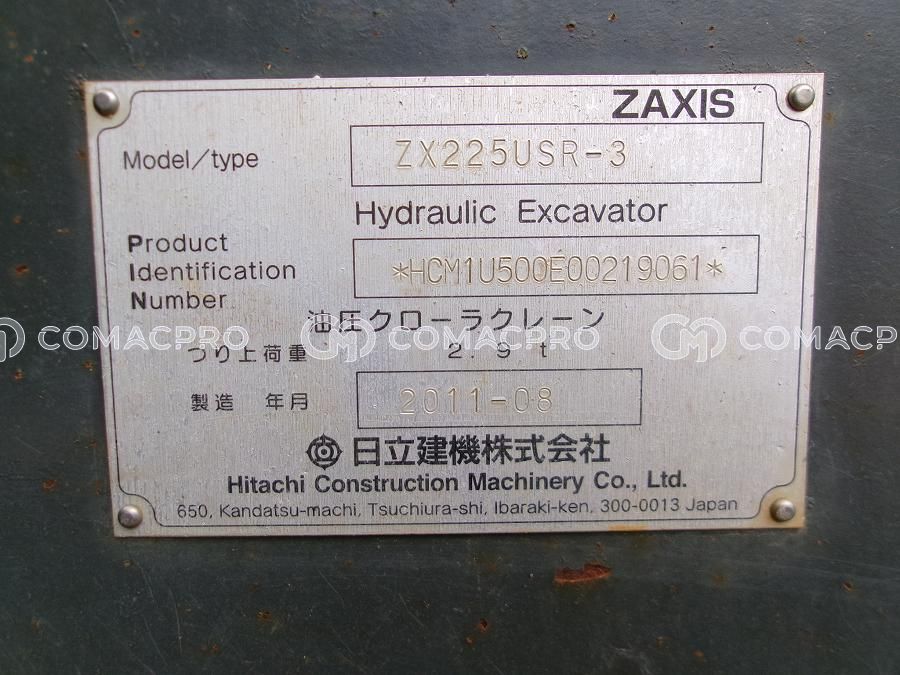 ZAXIS
Model/type ZX225USR-3
Hydraulic Excavator
Product
Identification
Number *HCM1U500E00219061*
油圧クローラクレーン
COMACPRO COMACPRO COMACPRO
つり上荷重 2.9t
製造 年月 2011-08
日立建機株式会社
Hitachi Construction Machinery Co., Ltd.
650, Kandatsu-machi, Tsuchiura-shi, Ibaraki-ken, 300-0013 Japan